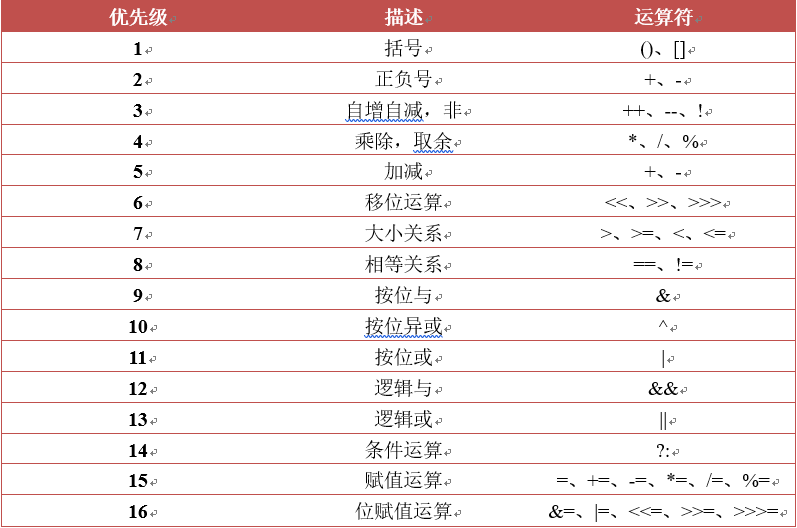 优先级 描述 运算符
1 括号 ()、[]
2 正负号 +、-
3 自增自减，非 ++、--、!
4 乘除，取余 *、/、%
5 加减 +、-
6 移位运算 <<、>>、>>>
7 大小关系 >、>=、<、<=
8 相等关系 ==、!=
9 按位与 &
10 按位异或 ^
11 按位或 |
12 逻辑与 &&
13 逻辑或 ||
14 条件运算 ?:
15 赋值运算 =、+=、-=、*=、/=、%=
16 位赋值运算 &=、|=、<<=、>>=、>>>=